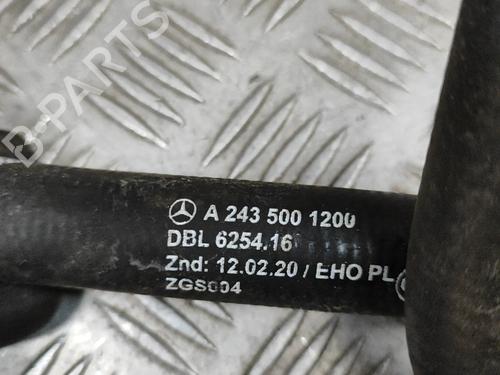 A 243 500 1200
DBL 6254.16
Znd: 12.02.20 / EHO PL
ZGS004
B-Parts